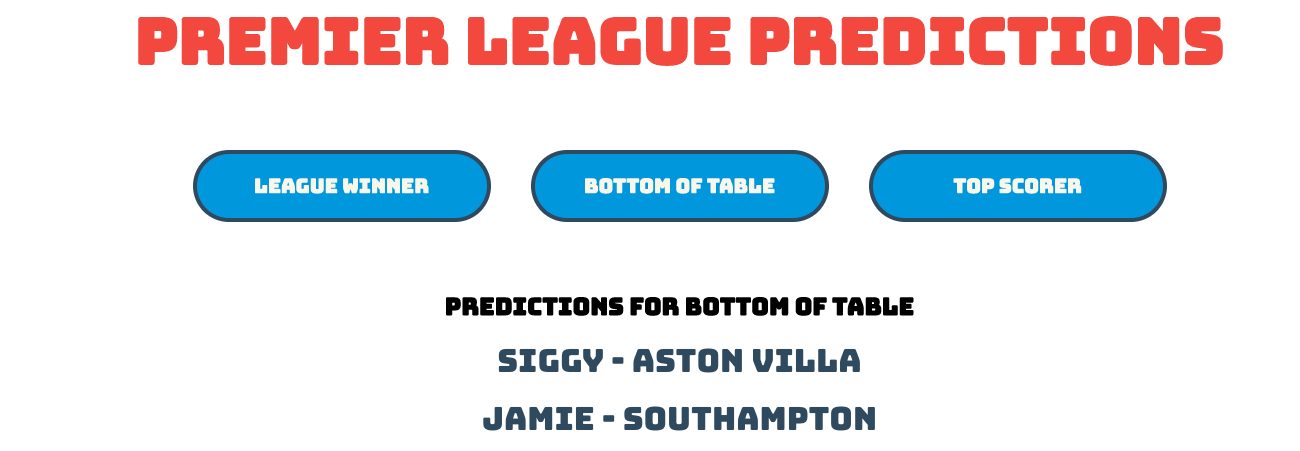 PREMIER LEAGUE PREDICTIONS
LEAGUE WINNER
BOTTOM OF TABLE
TOP SCORER
PREDICTIONS FOR BOTTOM OF TABLE
SIGGY - ASTON VILLA
JAMIE - SOUTHAMPTON